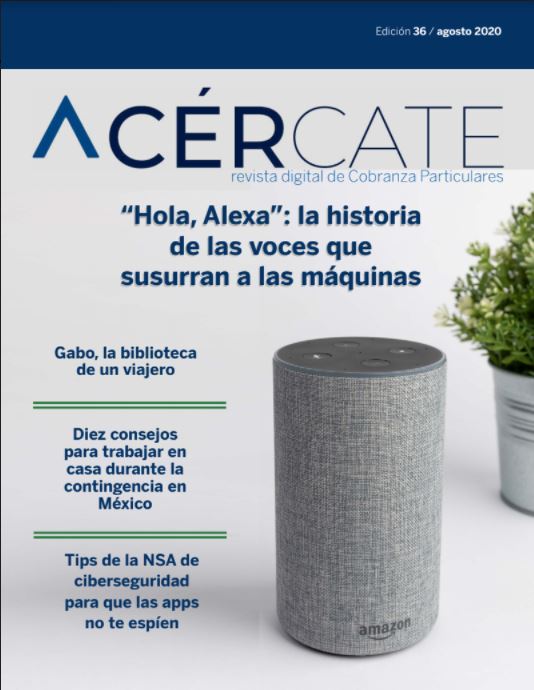 Edición 36 / agosto 2020
ACÉRCATE
revista digital de Cobranza Particulares
“Hola, Alexa”: la historia
de las voces que
susurran a las máquinas
Gabo, la biblioteca
de un viajero
Diez consejos
para trabajar en
casa durante la
contingencia en
México
Tips de la NSA de
ciberseguridad
para que las apps
no te espíen
amazon